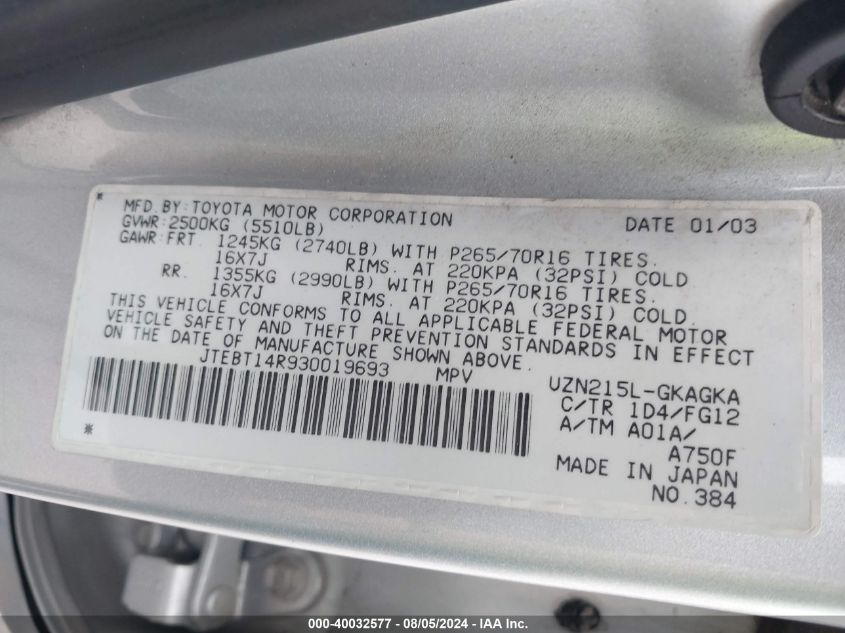 MFD. BY: TOYOTA MOTOR CORPORATION DATE 01/03
GVWR: 2500KG (5510LB)
GAWR: FRT. 1245KG (2740LB) WITH P265/70R16 TIRES.
16X7J RIMS. AT 220KPA (32PSI) COLD
RR. 1355KG (2990LB) WITH P265/70R16 TIRES.
16X7J RIMS. AT 220KPA (32PSI) COLD.
THIS VEHICLE CONFORMS TO ALL APPLICABLE FEDERAL MOTOR
VEHICLE SAFETY AND THEFT PREVENTION STANDARDS IN EFFECT
ON THE DATE OF MANUFACTURE SHOWN ABOVE.
JTEBT14R930019693 MPV
UZN215L-GKAGKA
C/TR 1D4/FG12
A/TM A01A/
A750F
MADE IN JAPAN
NO. 384
000-40032577 - 08/05/2024 - IAA Inc.